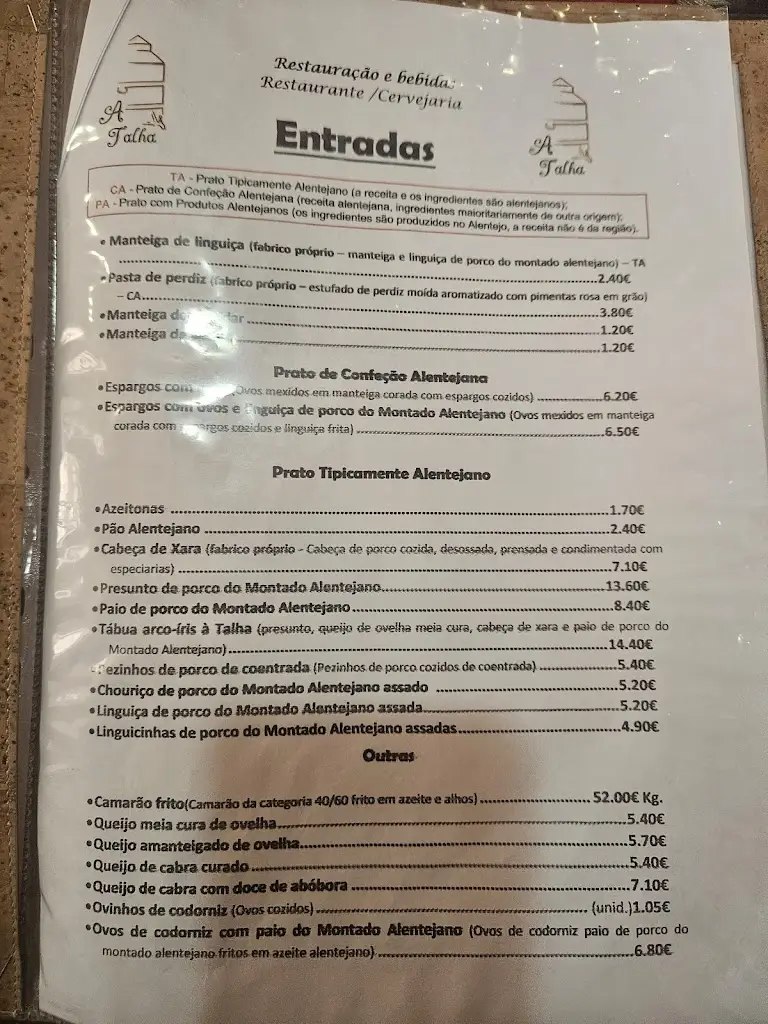 A
Talha
Restauração e bebida
Restaurante /Cervejaria
A
Talha
Entradas
TA - Prato Tipicamente Alentejano (a receita e os ingredientes são alentejanos);
CA - Prato de Confeção Alentejana (receita alentejana, ingredientes maioritariamente de outra origem);
PA - Prato com Produtos Alentejanos (os ingredientes são produzidos no Alentejo, a receita não é da região).
• Manteiga de linguiça (fabrico próprio – manteiga e linguiça de porco do montado alentejano) – TA
2.40€
• Pasta de perdiz (fabrico próprio – estufado de perdiz moída aromatizado com pimentas rosa em grão)
– CA 3.80€
• Manteiga 1.20€
• Manteiga 1.20€
Prato de Confeção Alentejana
• Espargos com (Ovos mexidos em manteiga corada com espargos cozidos) 6.20€
• Espargos com ovos e linguiça de porco do Montado Alentejano (Ovos mexidos em manteiga
corada com espargos cozidos e linguiça frita) 6.50€
Prato Tipicamente Alentejano
• Azeitonas 1.70€
• Pão Alentejano 2.40€
• Cabeça de Xara (fabrico próprio - Cabeça de porco cozida, desossada, prensada e condimentada com
especiarias) 7.10€
• Presunto de porco do Montado Alentejano 13.60€
• Paio de porco do Montado Alentejano 8.40€
• Tábua arco-íris à Talha (presunto, queijo de ovelha meia cura, cabeça de xara e paio de porco do
Montado Alentejano) 14.40€
• Pezinhos de porco de coentrada (Pezinhos de porco cozidos de coentrada) 5.40€
• Chouriço de porco do Montado Alentejano assado 5.20€
• Linguiça de porco do Montado Alentejano assada 5.20€
• Linguicinhas de porco do Montado Alentejano assadas 4.90€
Outras
• Camarão frito(Camarão da categoria 40/60 frito em azeite e alhos) 52.00€ Kg.
• Queijo meia cura de ovelha 5.40€
• Queijo amanteigado de ovelha 5.70€
• Queijo de cabra curado 5.40€
• Queijo de cabra com doce de abóbora 7.10€
• Ovinhos de codorniz (Ovos cozidos) (unid.)1.05€
• Ovos de codorniz com paio do Montado Alentejano (Ovos de codorniz paio de porco do
montado alentejano fritos em azeite alentejano) 6.80€